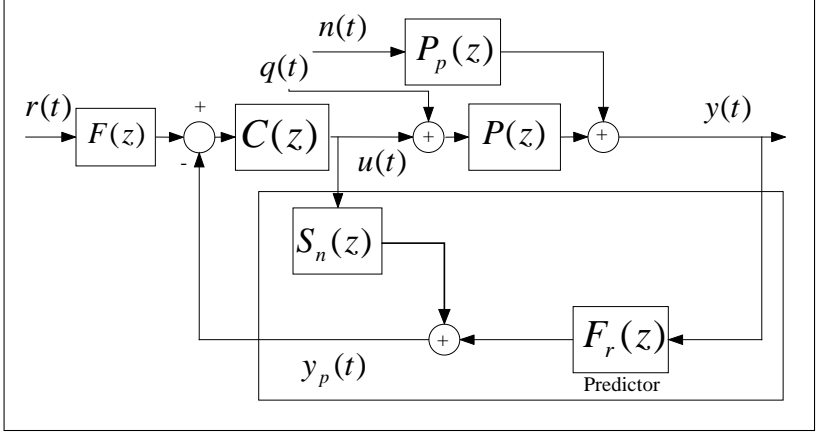 n(t)
P_p(z)
q(t)
r(t)
+
y(t)
F(z)
C(z)
+
P(z)
+
-
u(t)
S_n(z)
+
F_r(z)
y_p(t)
Predictor